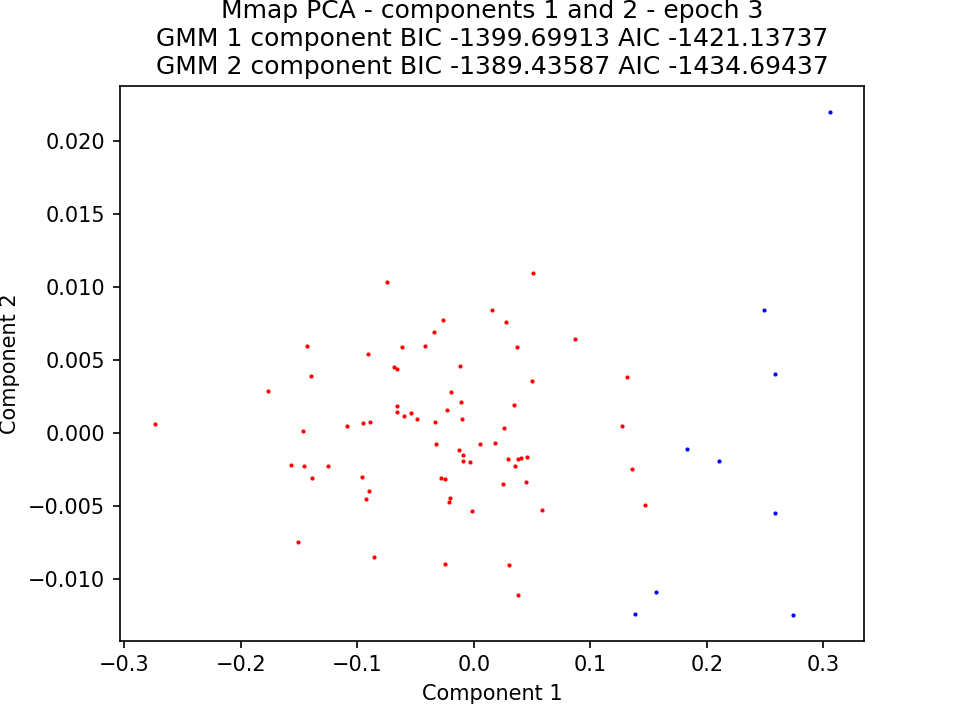 Mmap PCA - components 1 and 2 - epoch 3
GMM 1 component BIC -1399.69913 AIC -1421.13737
GMM 2 component BIC -1389.43587 AIC -1434.69437
0.020
0.015
0.010
0.005
0.000
−0.005
−0.010
Component 2
−0.3
−0.2
−0.1
0.0
0.1
0.2
0.3
Component 1